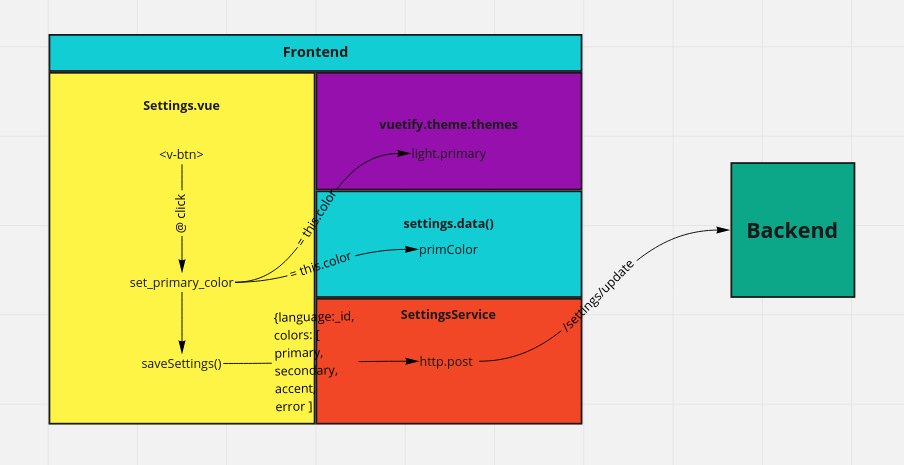 Frontend
Settings.vue
<v-btn>
@ click
set_primary_color
saveSettings()
= this.color
= this.color
{language:_id,
colors: [
primary,
secondary,
accent,
error ]
vuetify.theme.themes
light.primary
settings.data()
primColor
SettingsService
http.post
/settings/update
Backend